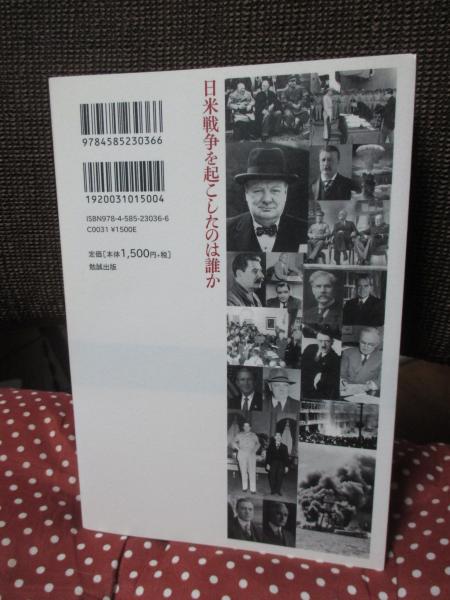 日米戦争を起こしたのは誰か
9784585230366
1920031015004
ISBN978-4-585-23036-6
C0031 ¥1500E
定価[本体1,500円+税]
勉誠出版